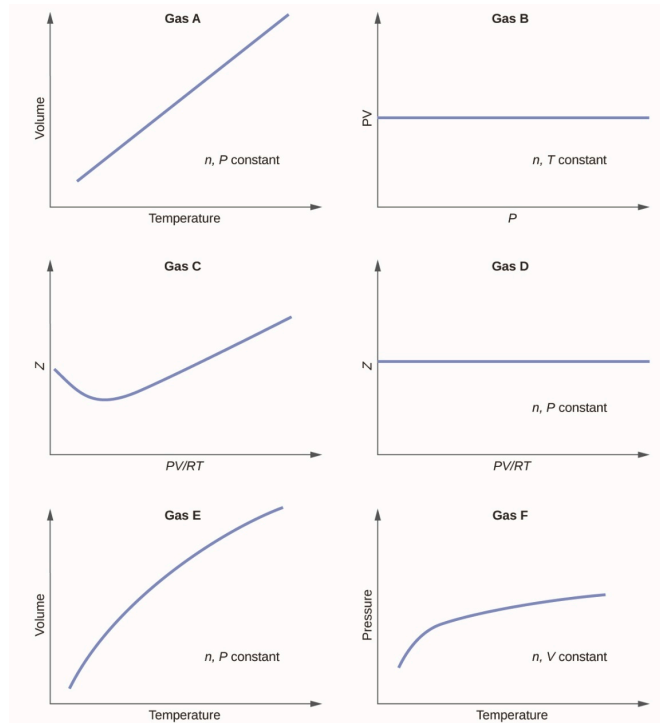 Gas A
Volume
n, P constant
Temperature
Gas B
PV
n, T constant
P
Gas C
Z
PV/RT
Gas D
Z
n, P constant
PV/RT
Gas E
Volume
n, P constant
Temperature
Gas F
Pressure
n, V constant
Temperature